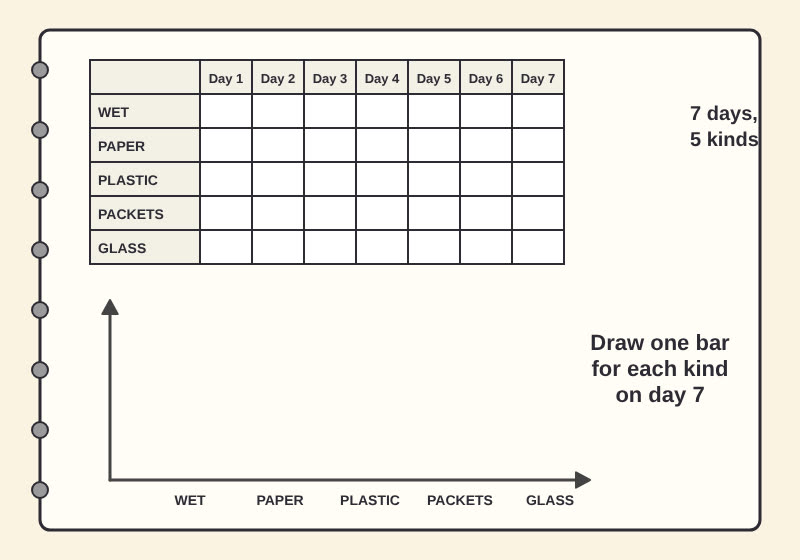 Day 1 Day 2 Day 3 Day 4 Day 5 Day 6 Day 7
WET
PAPER
PLASTIC
PACKETS
GLASS
7 days,
5 kinds
Draw one bar
for each kind
on day 7
WET PAPER PLASTIC PACKETS GLASS